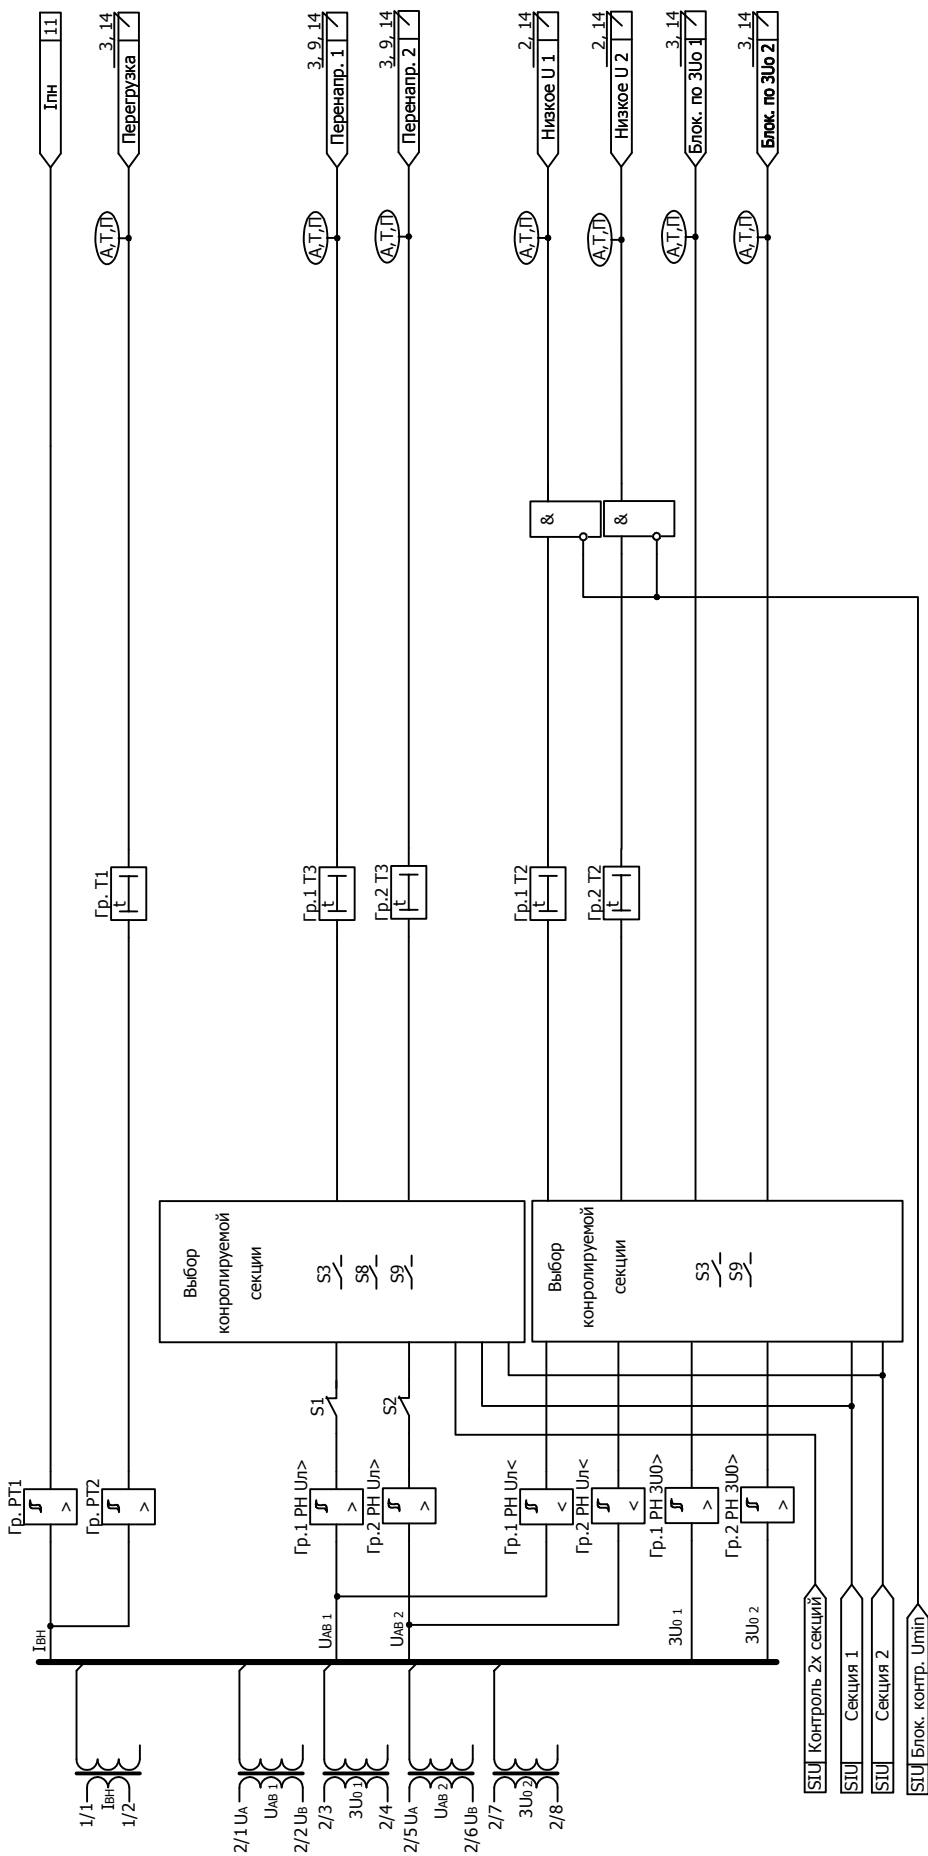 Iпн 11
Перегрузка 3, 14
Перенапр. 1 3, 9, 14
Перенапр. 2 3, 9, 14
Низкое U 1 2, 14
Низкое U 2 2, 14
Блок. по 3Uo 1 3, 14
Блок. по 3Uo 2 3, 14
А,Т,П
А,Т,П
А,Т,П
А,Т,П
А,Т,П
А,Т,П
А,Т,П
&
&
Гр. Т1
t
Гр.1 Т3
t
Гр.2 Т3
t
Гр.1 Т2
t
Гр.2 Т2
t
Выбор
конролируемой
секции
S3
S8
S9
Выбор
конролируемой
секции
S3
S9
S1
S2
Гр. РТ1
>
Гр. РТ2
>
Гр.1 РН Uл>
>
Гр.2 РН Uл>
>
Гр.1 РН Uл<
<
Гр.2 РН Uл<
<
Гр.1 РН 3U0>
>
Гр.2 РН 3U0>
>
Iвн
UАВ 1
UАВ 2
3U0 1
3U0 2
1/1
Iвн
1/2
2/1 UА
UАВ 1
2/2 UВ
2/3
3U0 1
2/4
2/5 UА
UАВ 2
2/6 UВ
2/7
3U0 2
2/8
SIU Контроль 2х секций
SIU Секция 1
SIU Секция 2
SIU Блок. контр. Umin